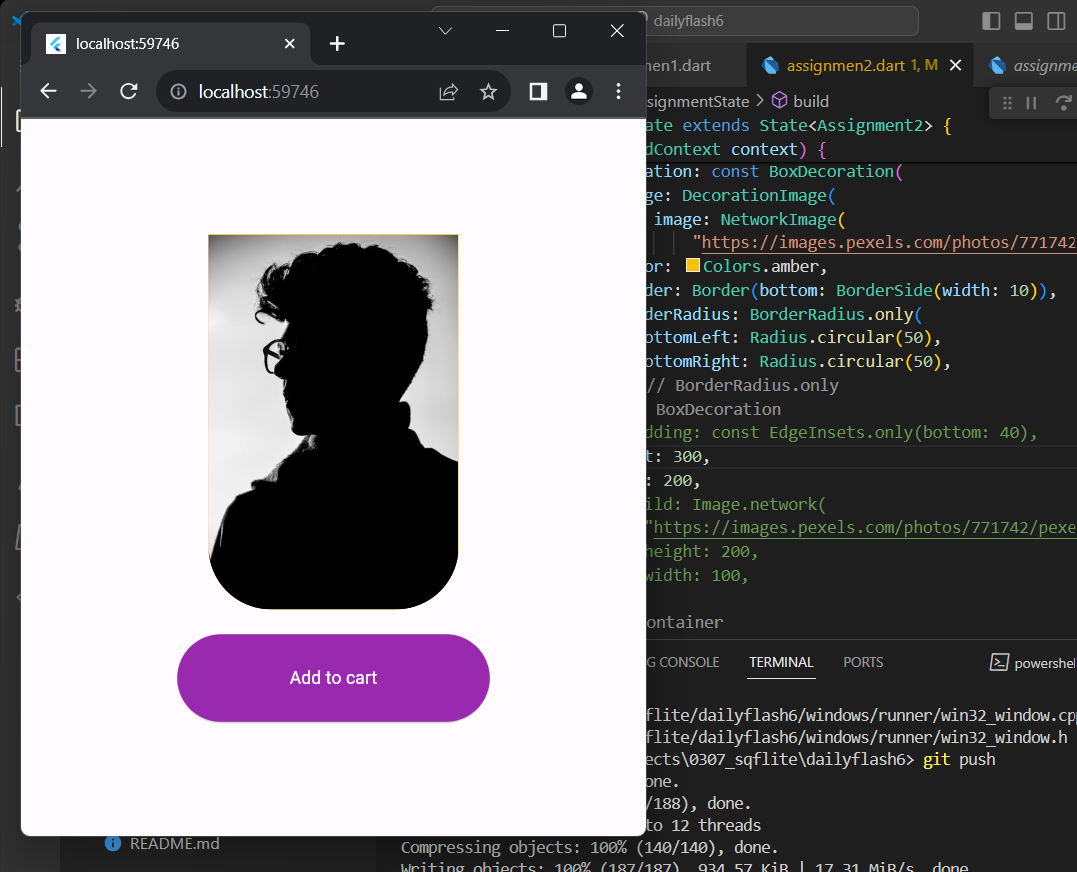 dailyflash6
localhost:59746
localhost:59746
men1.dart
assignmen2.dart 1, M
assignme
ssignmentState > build
ate extends State<Assignment2> {
dContext context) {
ation: const BoxDecoration(
ge: DecorationImage(
image: NetworkImage(
"https://images.pexels.com/photos/771742
or: Colors.amber,
der: Border(bottom: BorderSide(width: 10)),
derRadius: BorderRadius.only(
ottomLeft: Radius.circular(50),
ottomRight: Radius.circular(50),
// BorderRadius.only
BoxDecoration
dding: const EdgeInsets.only(bottom: 40),
t: 300,
: 200,
ild: Image.network(
"https://images.pexels.com/photos/771742/pexe
height: 200,
width: 100,
ontainer
Add to cart
G CONSOLE
TERMINAL
PORTS
powershel
flite/dailyflash6/windows/runner/win32_window.cp
flite/dailyflash6/windows/runner/win32_window.h
ects\0307_sqflite\dailyflash6> git push
one.
/188), done.
to 12 threads
README.md
Compressing objects: 100% (140/140), done.
Writing objects: 100% (187/187), 934.57 KiB | 17.31 MiB/s, done.